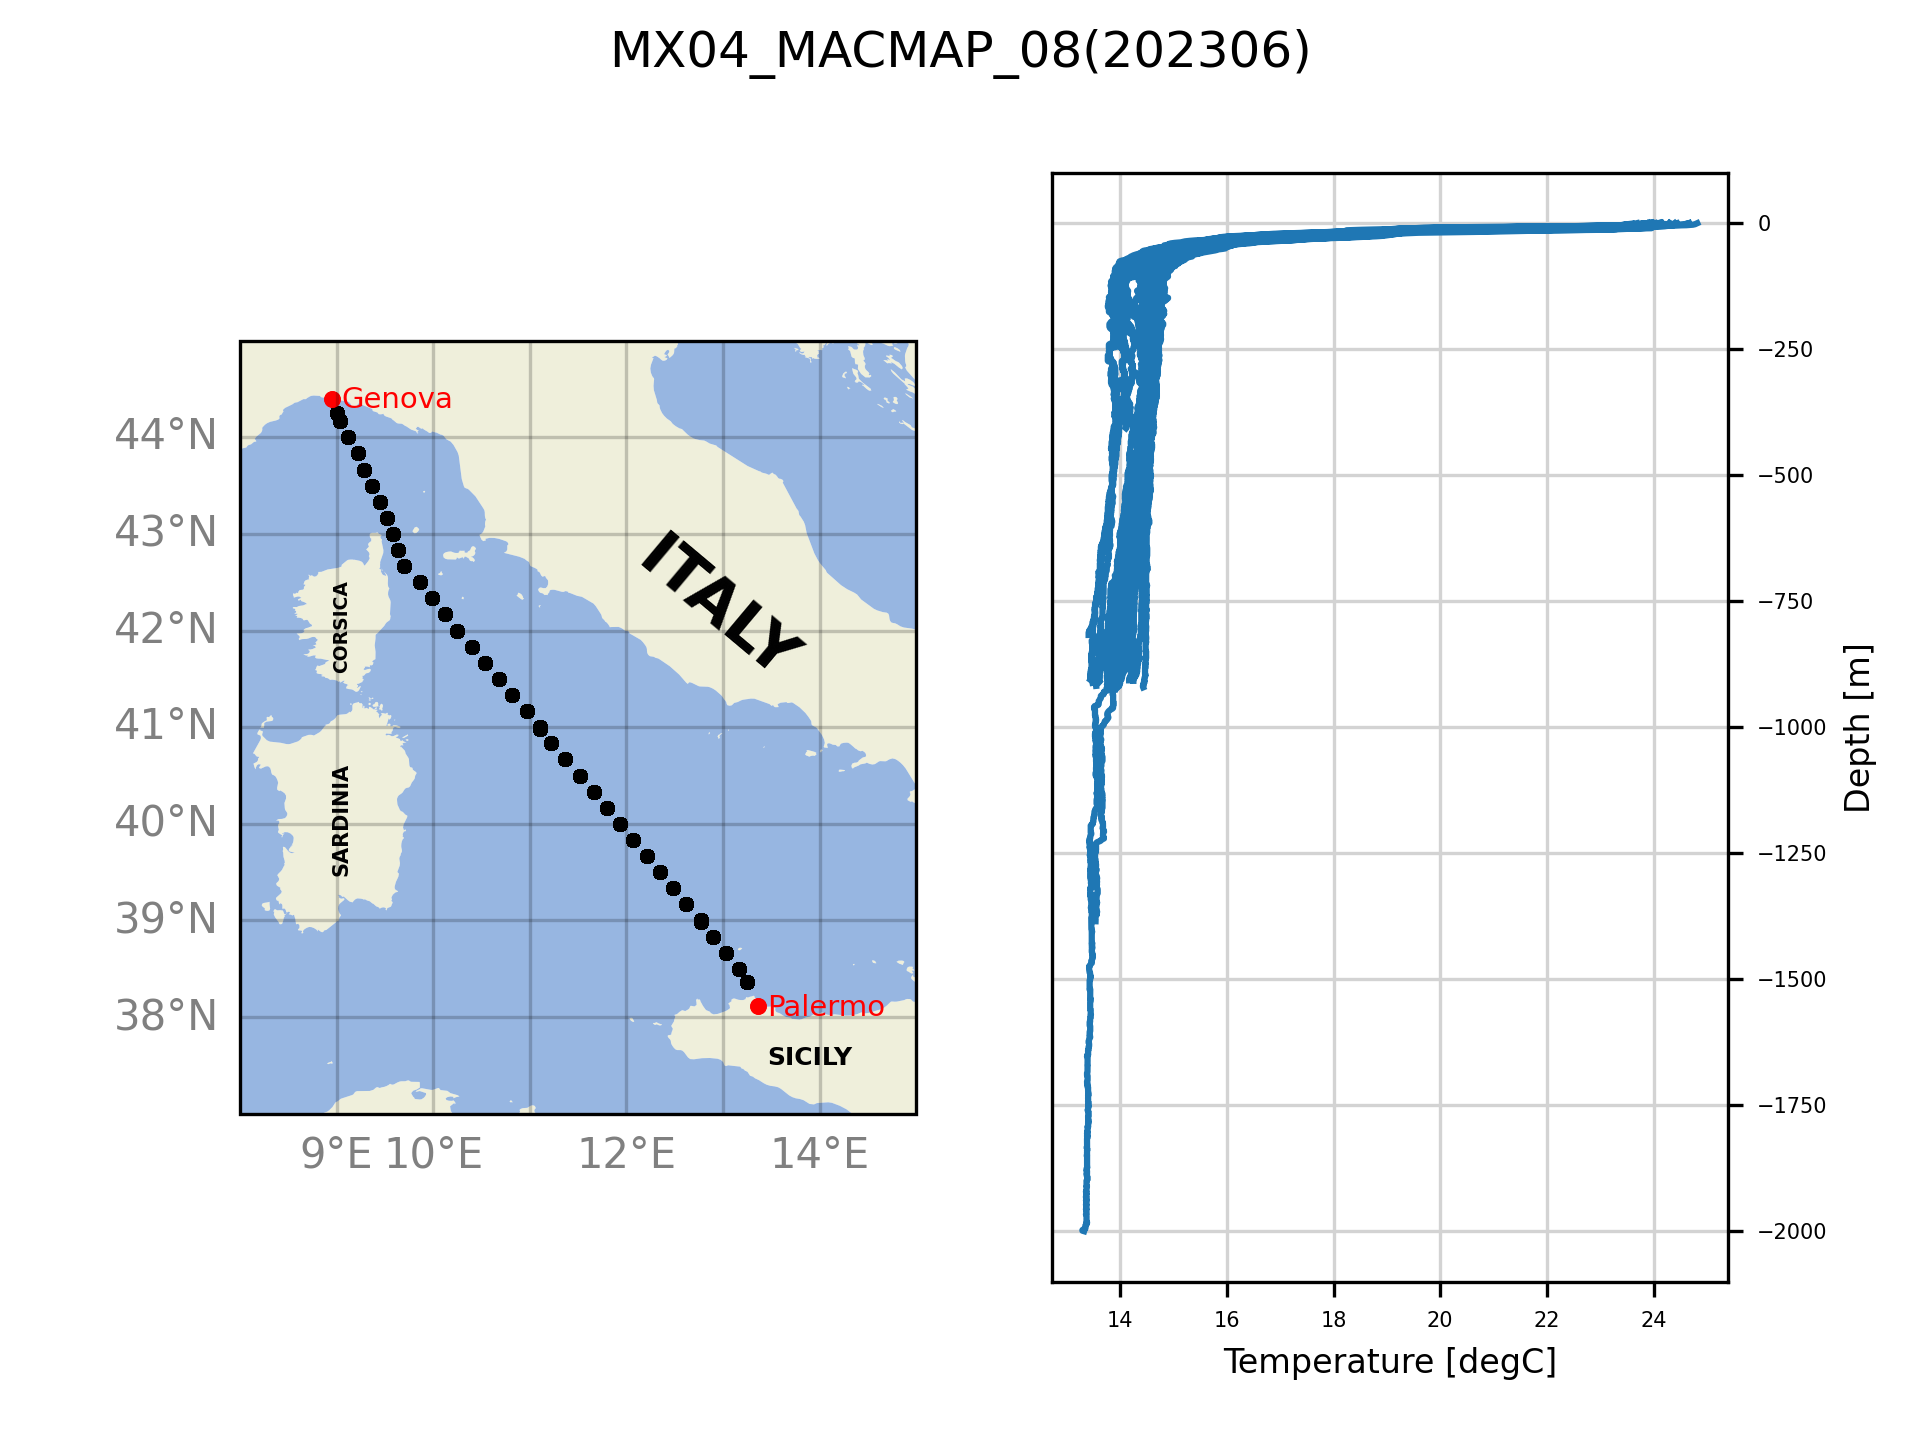 MX04_MACMAP_08(202306)
Genova
44°N
43°N
42°N
41°N
40°N
39°N
38°N
ITALY
CORSICA
SARDINIA
Palermo
SICILY
9°E 10°E 12°E 14°E
0
−250
−500
−750
−1000
−1250
−1500
−1750
−2000
Depth [m]
14 16 18 20 22 24
Temperature [degC]